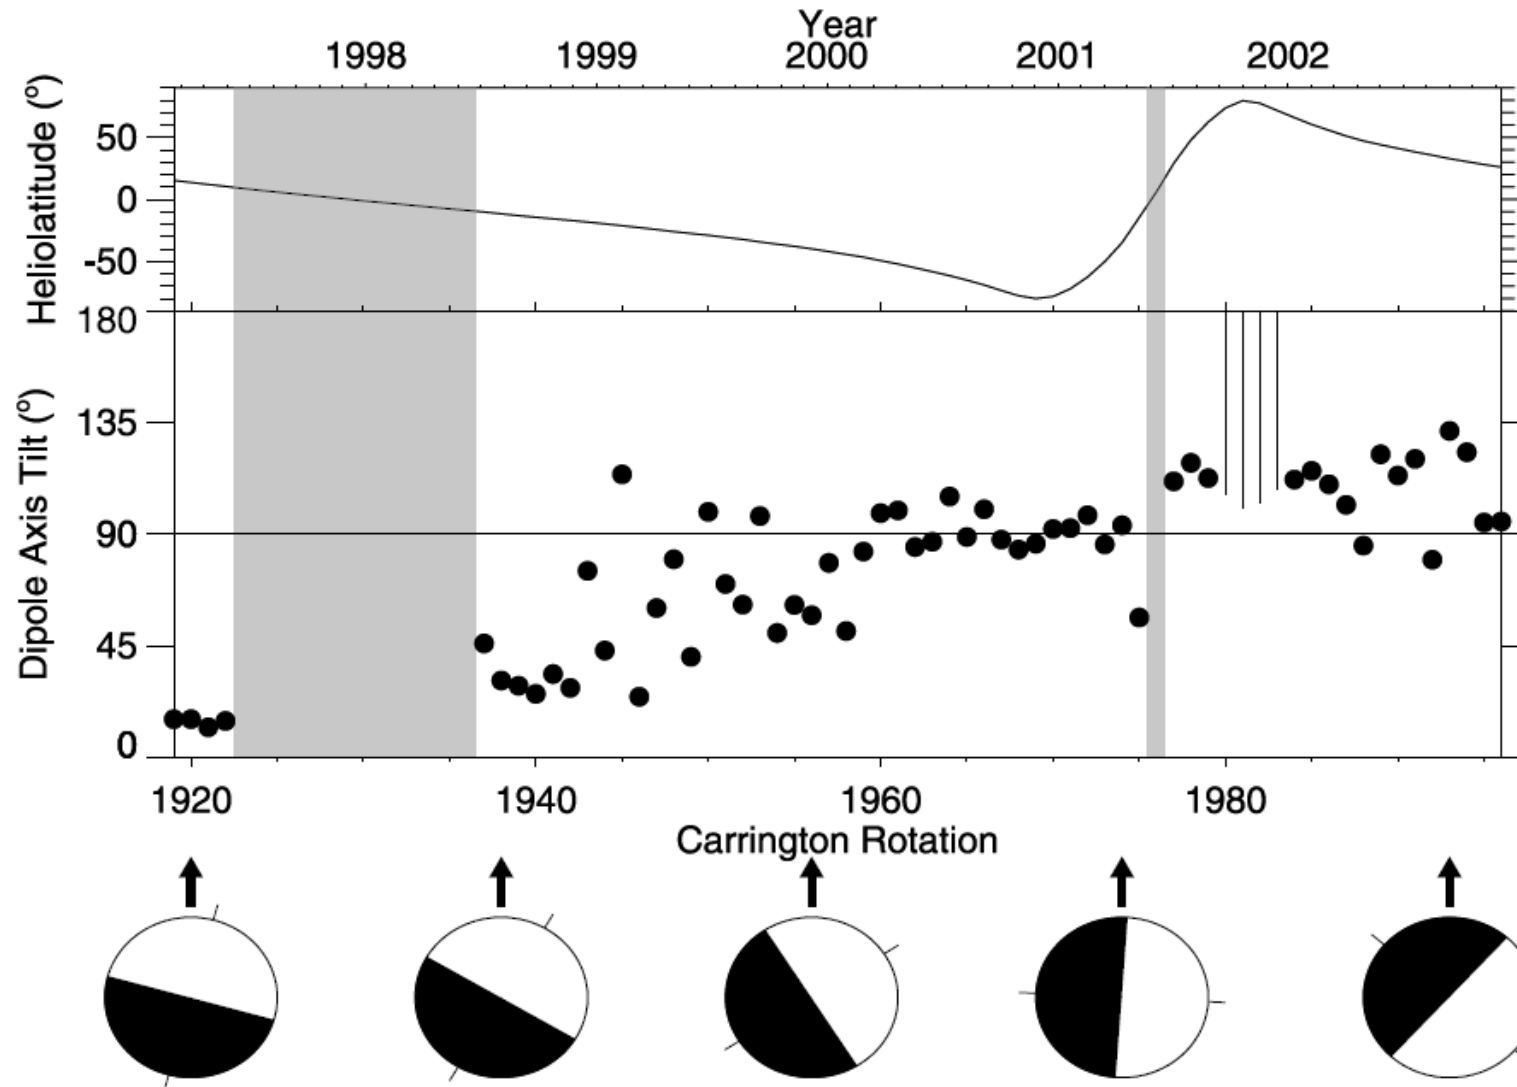 Year
1998 1999 2000 2001 2002
Heliolatitude (°)
50
0
-50
Dipole Axis Tilt (°)
180
135
90
45
0
1920 1940 1960 1980
Carrington Rotation